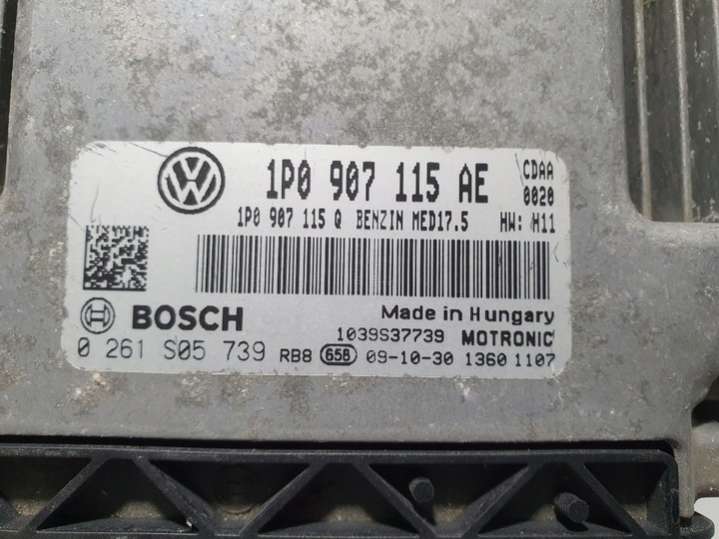 1P0 907 115 AE CDAA
0020
1P0 907 115 Q BENZIN MED17.5 HW: H11
BOSCH Made in Hungary
1039S37739 MOTRONIC
0 261 S05 739 RB8 658 09-10-30 1360 1107